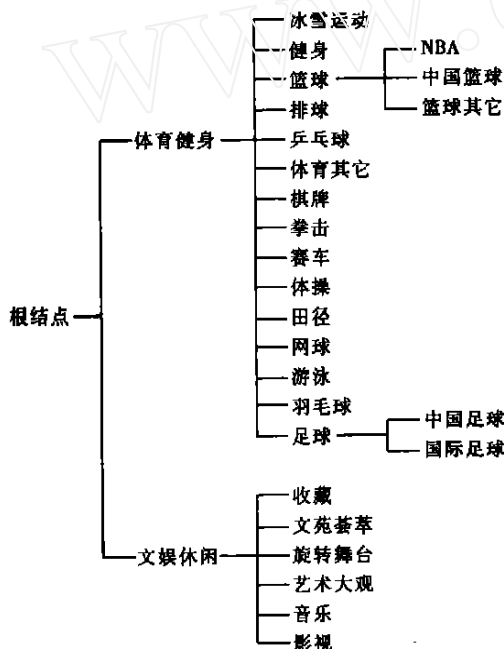 冰雪运动
健身
NBA
篮球
中国篮球
排球
篮球其它
体育健身
乒乓球
体育其它
棋牌
拳击
赛车
体操
根结点
田径
网球
游泳
羽毛球
中国足球
足球
国际足球
收藏
文苑荟萃
文娱休闲
旋转舞台
艺术大观
音乐
影视